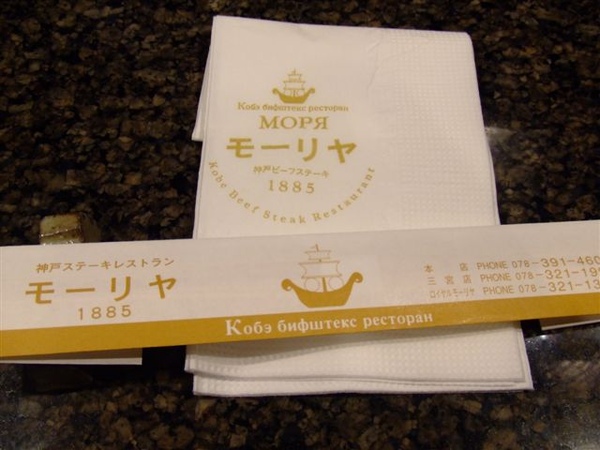 Кобэ бифштекс ресторан
МОРЯ
モーリヤ
神戸ビーフステーキ
1885
Kobe Beef Steak Restaurant
神戸ステーキレストラン
モーリヤ
1885
Кобэ бифштекс ресторан
本店 PHONE 078-391-460
三宮店 PHONE 078-321-199
ロイヤルモーリヤ PHONE 078-321-13